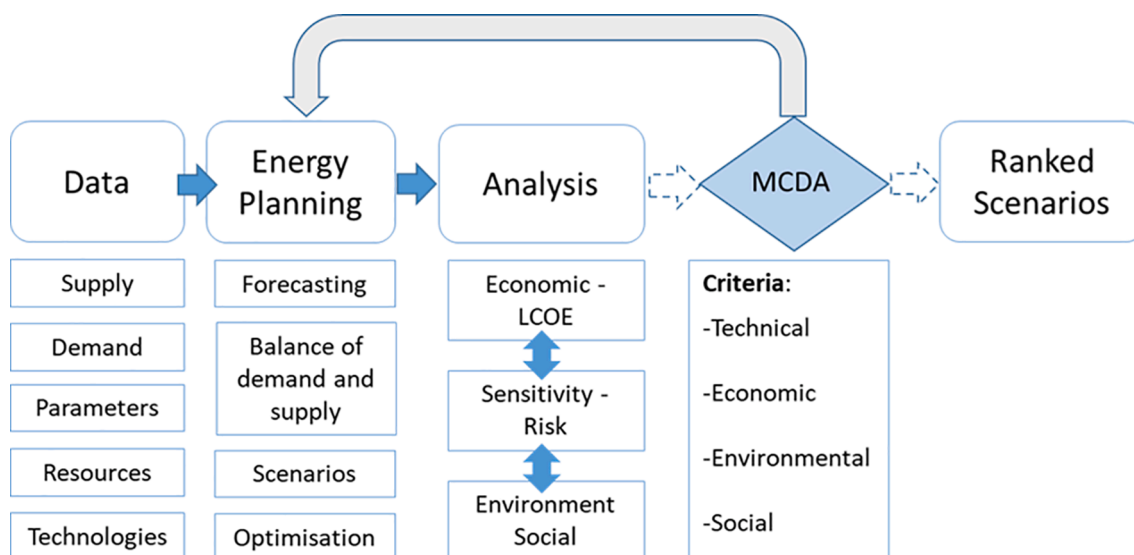 Data
Energy
Planning
Analysis
MCDA
Ranked
Scenarios
Supply
Demand
Parameters
Resources
Technologies
Forecasting
Balance of
demand and
supply
Scenarios
Optimisation
Economic -
LCOE
Sensitivity -
Risk
Environment
Social
Criteria:
-Technical
-Economic
-Environmental
-Social